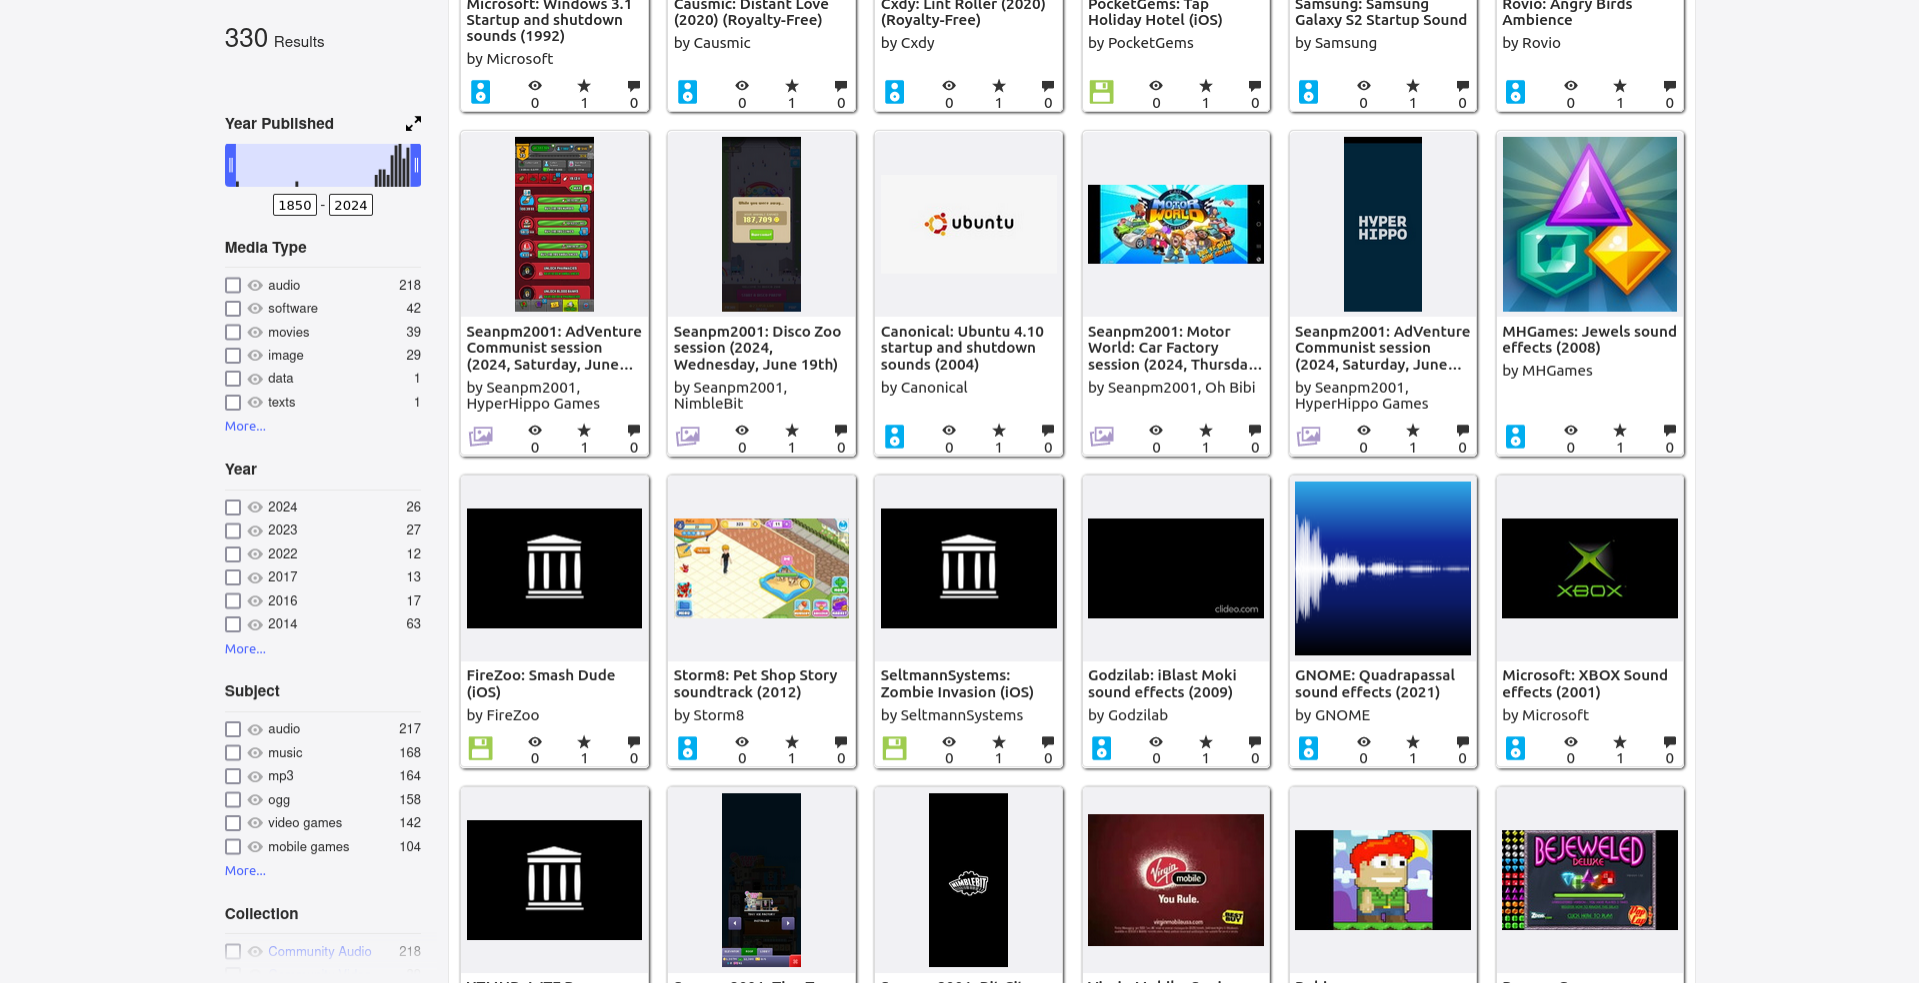 330 Results
Year Published
1850 - 2024
Media Type
audio 218
software 42
movies 39
image 29
data 1
texts 1
More...
Year
2024 26
2023 27
2022 12
2017 13
2016 17
2014 63
More...
Subject
audio 217
music 168
mp3 164
ogg 158
video games 142
mobile games 104
More...
Collection
Community Audio 218
Microsoft: Windows 3.1
Startup and shutdown
sounds (1992)
by Microsoft
0 1 0
Causmic: Distant Love
(2020) (Royalty-Free)
by Causmic
0 1 0
Cxdy: Lint Roller (2020)
(Royalty-Free)
by Cxdy
0 1 0
PocketGems: Tap
Holiday Hotel (iOS)
by PocketGems
0 1 0
Samsung: Samsung
Galaxy S2 Startup Sound
by Samsung
0 1 0
Rovio: Angry Birds
Ambience
by Rovio
0 1 0
Seanpm2001: AdVenture
Communist session
(2024, Saturday, June...
by Seanpm2001,
HyperHippo Games
0 1 0
187,709
Seanpm2001: Disco Zoo
session (2024,
Wednesday, June 19th)
by Seanpm2001,
NimbleBit
0 1 0
ubuntu
Canonical: Ubuntu 4.10
startup and shutdown
sounds (2004)
by Canonical
0 1 0
MOTOR
WORLD
Seanpm2001: Motor
World: Car Factory
session (2024, Thursda...
by Seanpm2001, Oh Bibi
0 1 0
HYPER
HIPPO
Seanpm2001: AdVenture
Communist session
(2024, Saturday, June...
by Seanpm2001,
HyperHippo Games
0 1 0
MHGames: Jewels sound
effects (2008)
by MHGames
0 1 0
FireZoo: Smash Dude
(iOS)
by FireZoo
0 1 0
Storm8: Pet Shop Story
soundtrack (2012)
by Storm8
0 1 0
SeltmannSystems:
Zombie Invasion (iOS)
by SeltmannSystems
0 1 0
clideo.com
Godzilab: iBlast Moki
sound effects (2009)
by Godzilab
0 1 0
GNOME: Quadrapassal
sound effects (2021)
by GNOME
0 1 0
XBOX
Microsoft: XBOX Sound
effects (2001)
by Microsoft
0 1 0
NIMBLEBIT
Virgin
mobile
You Rule.
virginmobileusa.com
BEST
BUY
BEJEWELED
DELUXE
CLICK HERE TO PLAY!